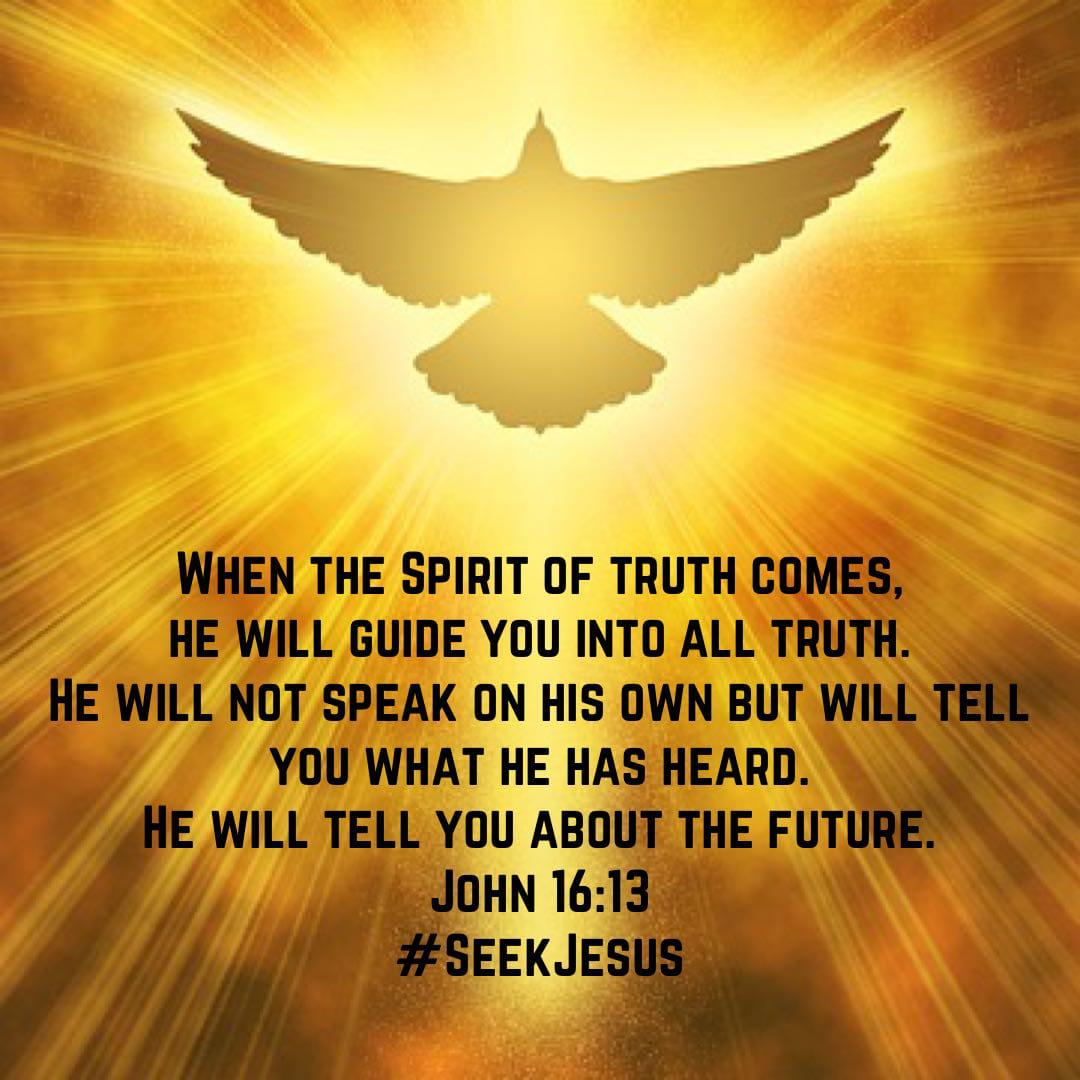 When the Spirit of truth comes,
he will guide you into all truth.
He will not speak on his own but will tell
you what he has heard.
He will tell you about the future.
John 16:13
#SeekJesus